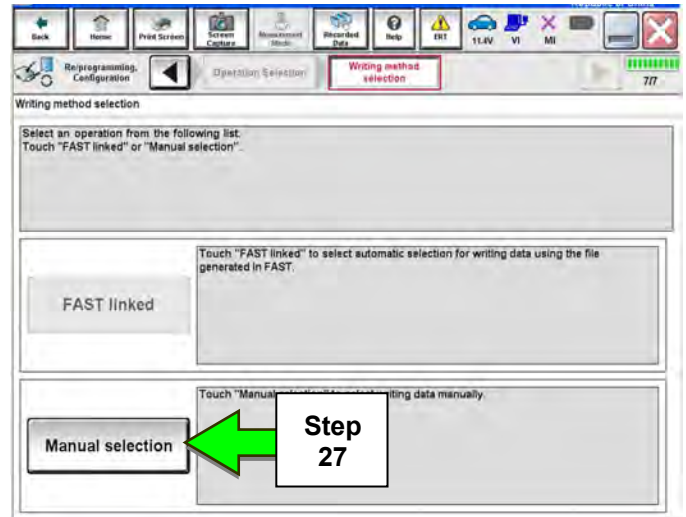 Back
Home
Print Screen
Screen Capture
Measurement Mode
Recorded Data
Help
ERT
11.4V
VI
MI
Re/programming, Configuration
Operation Selection
Writing method selection
7/7
Writing method selection
Select an operation from the following list.
Touch "FAST linked" or "Manual selection".
FAST linked
Touch "FAST linked" to select automatic selection for writing data using the file
generated in FAST.
Manual selection
Touch "Manual writing data manually.
Step
27